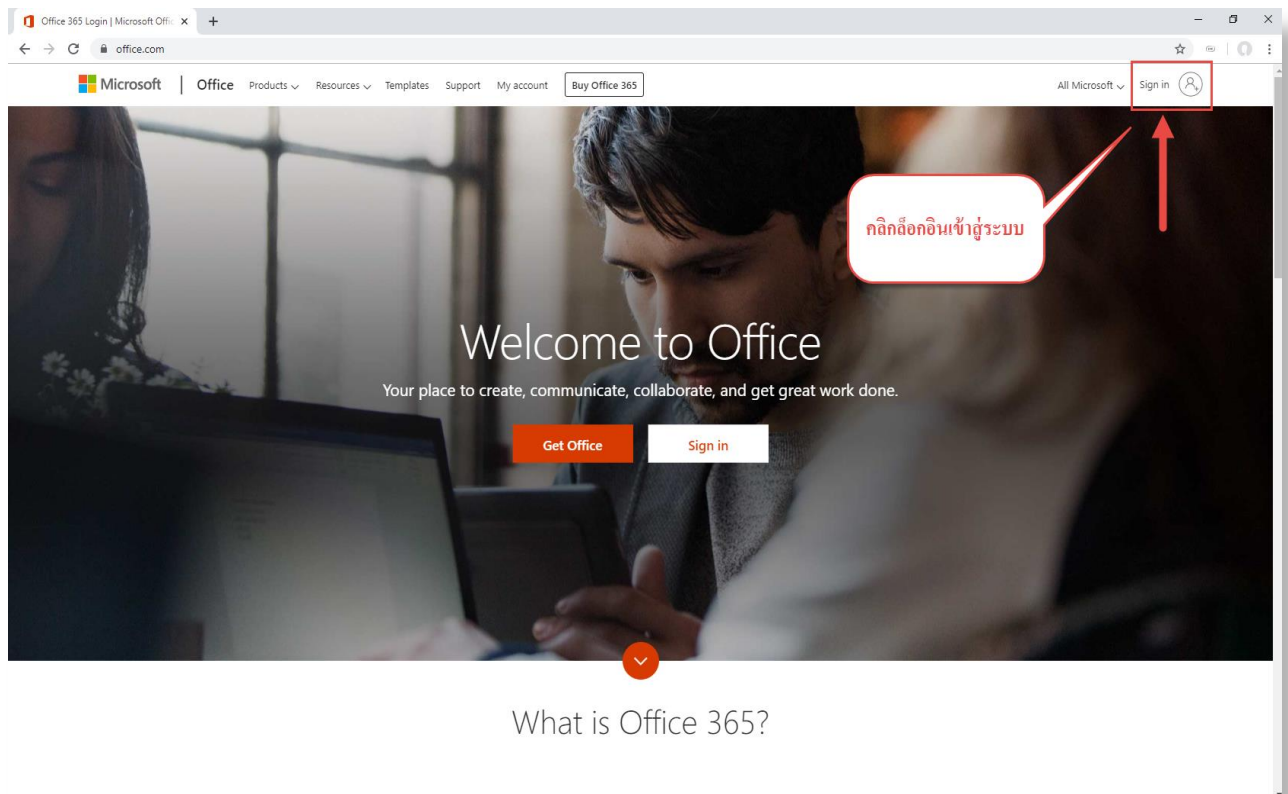 Office 365 Login | Microsoft Offic
office.com
Microsoft | Office Products Resources Templates Support My account Buy Office 365 All Microsoft Sign in
คลิกล็อกอินเข้าสู่ระบบ
Welcome to Office
Your place to create, communicate, collaborate, and get great work done.
Get Office Sign in
What is Office 365?